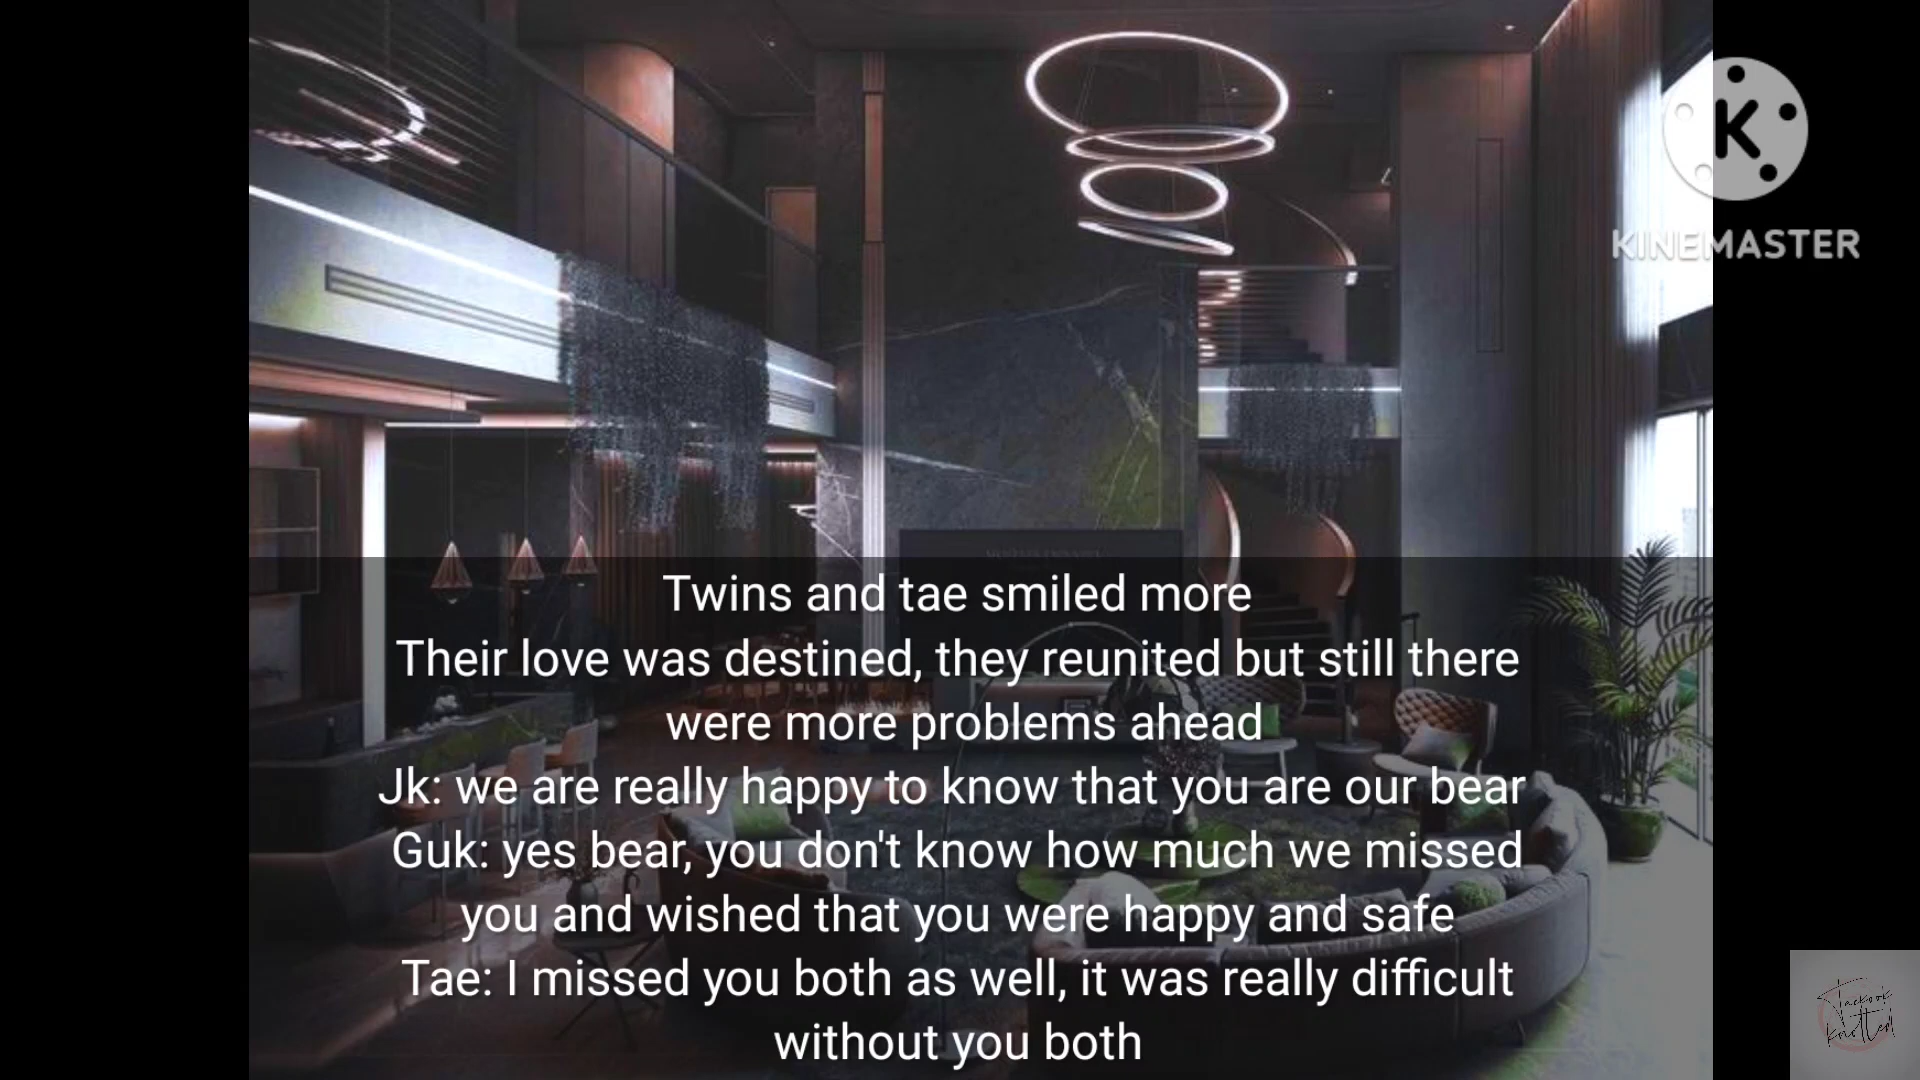 KINEMASTER
Twins and tae smiled more
Their love was destined, they reunited but still there
were more problems ahead
Jk: we are really happy to know that you are our bear
Guk: yes bear, you don't know how much we missed
you and wished that you were happy and safe
Tae: I missed you both as well, it was really difficult
without you both
Taekook